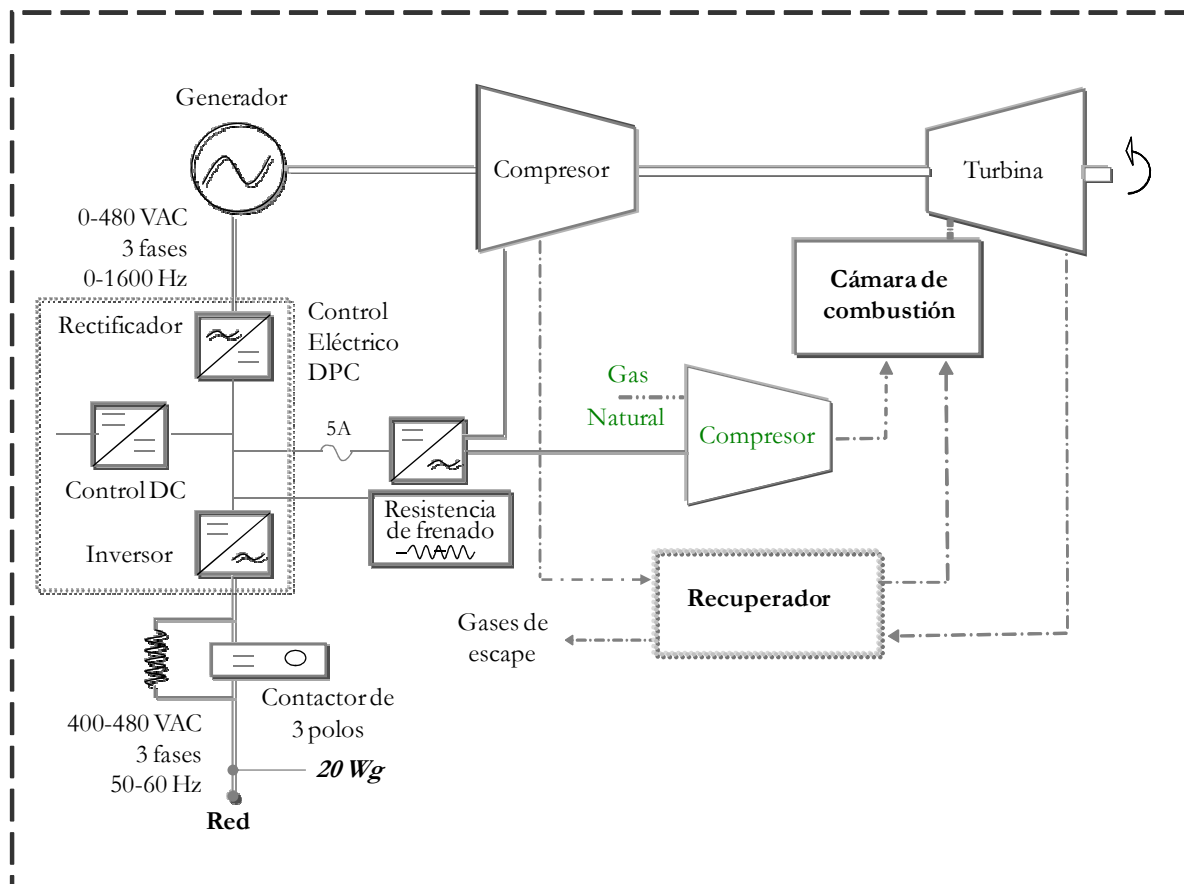 Generador
Compresor
Turbina
0-480 VAC
3 fases
0-1600 Hz
Cámara de
combustión
Rectificador
Control
Eléctrico
DPC
Gas
Natural
Compresor
5A
Control DC
Resistencia
de frenado
Inversor
Recuperador
Gases de
escape
Contactor de
3 polos
400-480 VAC
3 fases
50-60 Hz
20 Wg
Red